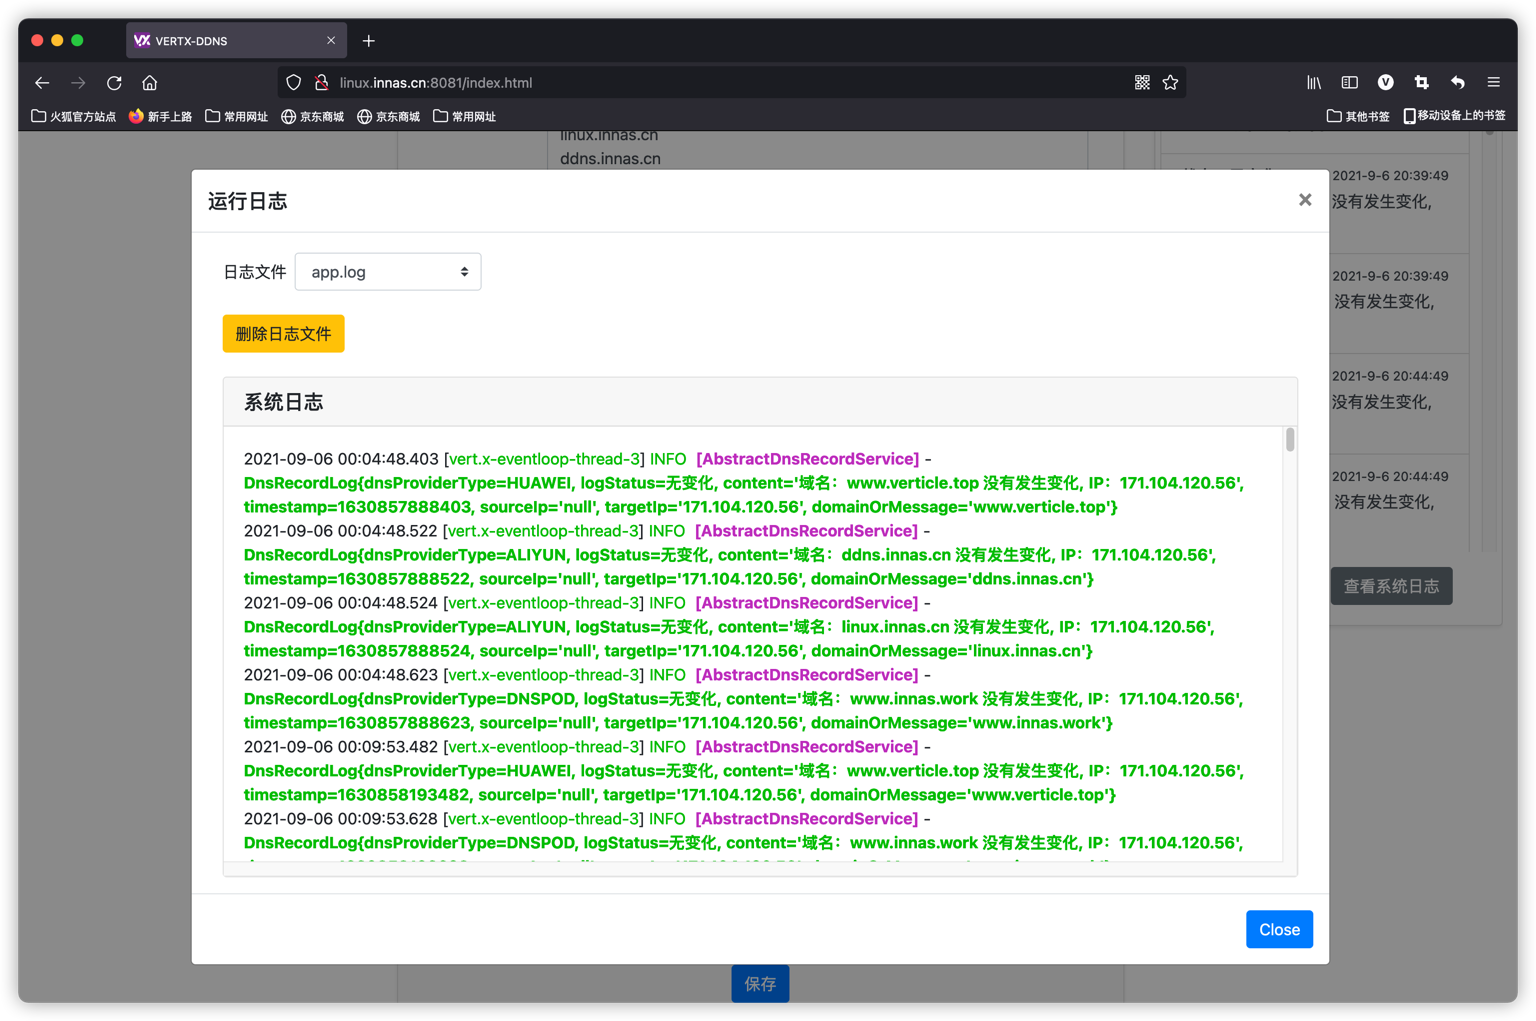 VERTX-DDNS
linux.innas.cn:8081/index.html
火狐官方站点 新手上路 常用网址 京东商城 京东商城 常用网址 其他书签 移动设备上的书签
linux.innas.cn
ddns.innas.cn
运行日志
日志文件 app.log
删除日志文件
系统日志
2021-09-06 00:04:48.403 [vert.x-eventloop-thread-3] INFO [AbstractDnsRecordService] -
DnsRecordLog{dnsProviderType=HUAWEI, logStatus=无变化, content='域名：www.verticle.top 没有发生变化, IP：171.104.120.56',
timestamp=1630857888403, sourceIp='null', targetIp='171.104.120.56', domainOrMessage='www.verticle.top'}
2021-09-06 00:04:48.522 [vert.x-eventloop-thread-3] INFO [AbstractDnsRecordService] -
DnsRecordLog{dnsProviderType=ALIYUN, logStatus=无变化, content='域名：ddns.innas.cn 没有发生变化, IP：171.104.120.56',
timestamp=1630857888522, sourceIp='null', targetIp='171.104.120.56', domainOrMessage='ddns.innas.cn'}
2021-09-06 00:04:48.524 [vert.x-eventloop-thread-3] INFO [AbstractDnsRecordService] -
DnsRecordLog{dnsProviderType=ALIYUN, logStatus=无变化, content='域名：linux.innas.cn 没有发生变化, IP：171.104.120.56',
timestamp=1630857888524, sourceIp='null', targetIp='171.104.120.56', domainOrMessage='linux.innas.cn'}
2021-09-06 00:04:48.623 [vert.x-eventloop-thread-3] INFO [AbstractDnsRecordService] -
DnsRecordLog{dnsProviderType=DNSPOD, logStatus=无变化, content='域名：www.innas.work 没有发生变化, IP：171.104.120.56',
timestamp=1630857888623, sourceIp='null', targetIp='171.104.120.56', domainOrMessage='www.innas.work'}
2021-09-06 00:09:53.482 [vert.x-eventloop-thread-3] INFO [AbstractDnsRecordService] -
DnsRecordLog{dnsProviderType=HUAWEI, logStatus=无变化, content='域名：www.verticle.top 没有发生变化, IP：171.104.120.56',
timestamp=1630858193482, sourceIp='null', targetIp='171.104.120.56', domainOrMessage='www.verticle.top'}
2021-09-06 00:09:53.628 [vert.x-eventloop-thread-3] INFO [AbstractDnsRecordService] -
DnsRecordLog{dnsProviderType=DNSPOD, logStatus=无变化, content='域名：www.innas.work 没有发生变化, IP：171.104.120.56',
Close
2021-9-6 20:39:49
没有发生变化,
2021-9-6 20:39:49
没有发生变化,
2021-9-6 20:44:49
没有发生变化,
2021-9-6 20:44:49
没有发生变化,
查看系统日志
保存